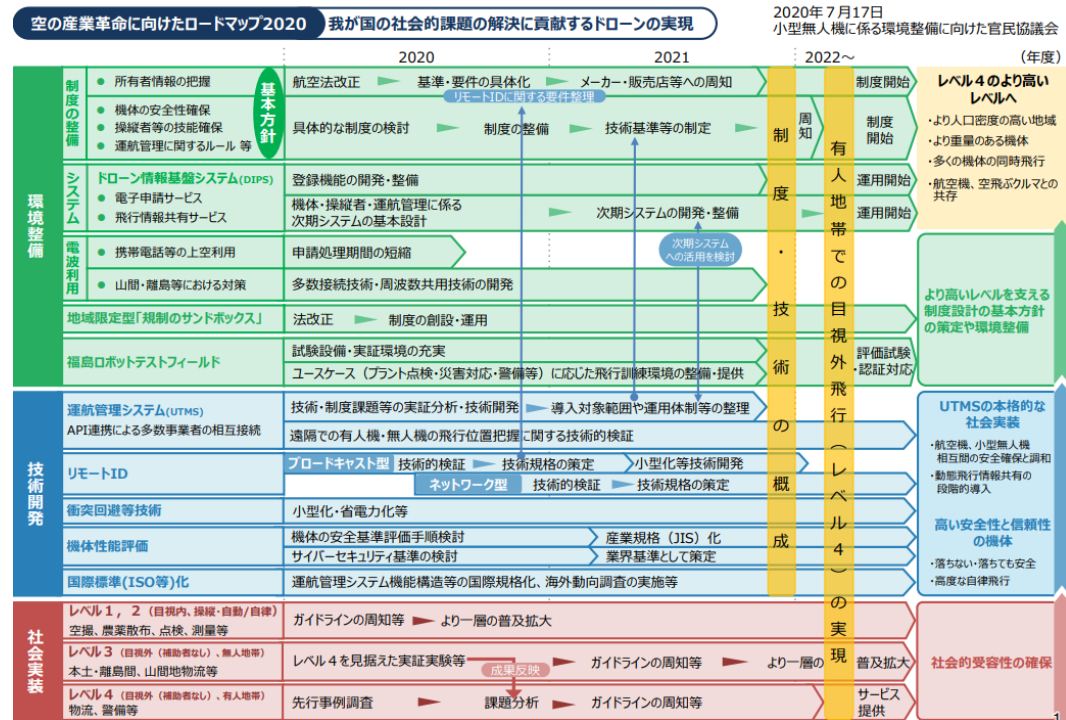 空の産業革命に向けたロードマップ2020
我が国の社会的課題の解決に貢献するドローンの実現
2020年7月17日
小型無人機に係る環境整備に向けた官民協議会
2020
2021
2022～
(年度)
環境整備
制度の整備
● 所有者情報の把握
● 機体の安全性確保
● 操縦者等の技能確保
● 運航管理に関するルール 等
基本方針
航空法改正
基準・要件の具体化
メーカー・販売店等への周知
制度開始
リモートIDに関する要件整理
具体的な制度の検討
制度の整備
技術基準等の制定
周知
制度
開始
システム
ドローン情報基盤システム(DIPS)
● 電子申請サービス
● 飛行情報共有サービス
登録機能の開発・整備
運用開始
機体・操縦者・運航管理に係る
次期システムの基本設計
次期システムの開発・整備
運用開始
次期システム
への活用を検討
電波利用
● 携帯電話等の上空利用
申請処理期間の短縮
● 山間・離島等における対策
多数接続技術・周波数共用技術の開発
地域限定型「規制のサンドボックス」
法改正
制度の創設・運用
福島ロボットテストフィールド
試験設備・実証環境の充実
ユースケース（プラント点検・災害対応・警備等）に応じた飛行訓練環境の整備・提供
評価試験
・認証対応
制度・技術の概成
有人地帯での目視外飛行（レベル４）の実現
レベル４のより高い
レベルへ
・より人口密度の高い地域
・より重量のある機体
・多くの機体の同時飛行
・航空機、空飛ぶクルマとの
共存
より高いレベルを支える
制度設計の基本方針
の策定や環境整備
技術開発
運航管理システム(UTMS)
API連携による多数事業者の相互接続
技術・制度課題等の実証分析・技術開発
導入対象範囲や運用体制等の整理
遠隔での有人機・無人機の飛行位置把握に関する技術的検証
リモートID
ブロードキャスト型
技術的検証
技術規格の策定
小型化等技術開発
ネットワーク型
技術的検証
技術規格の策定
衝突回避等技術
小型化・省電力化等
機体性能評価
機体の安全基準評価手順検討
産業規格（JIS）化
サイバーセキュリティ基準の検討
業界基準として策定
国際標準(ISO等)化
運航管理システム機能構造等の国際規格化、海外動向調査の実施等
UTMSの本格的な
社会実装
・航空機、小型無人機
相互間の安全確保と調和
・動態飛行情報共有の
段階的導入
高い安全性と信頼性
の機体
・落ちない・落ちても安全
・高度な自律飛行
社会実装
レベル１，２（目視内、操縦・自動/自律）
空撮、農薬散布、点検、測量等
ガイドラインの周知等
より一層の普及拡大
レベル３（目視外（補助者なし）、無人地帯）
本土・離島間、山間地物流等
レベル４を見据えた実証実験等
ガイドラインの周知等
より一層の
普及拡大
成果反映
レベル４（目視外（補助者なし）、有人地帯）
物流、警備等
先行事例調査
課題分析
ガイドラインの周知等
サービス
提供
社会的受容性の確保
1